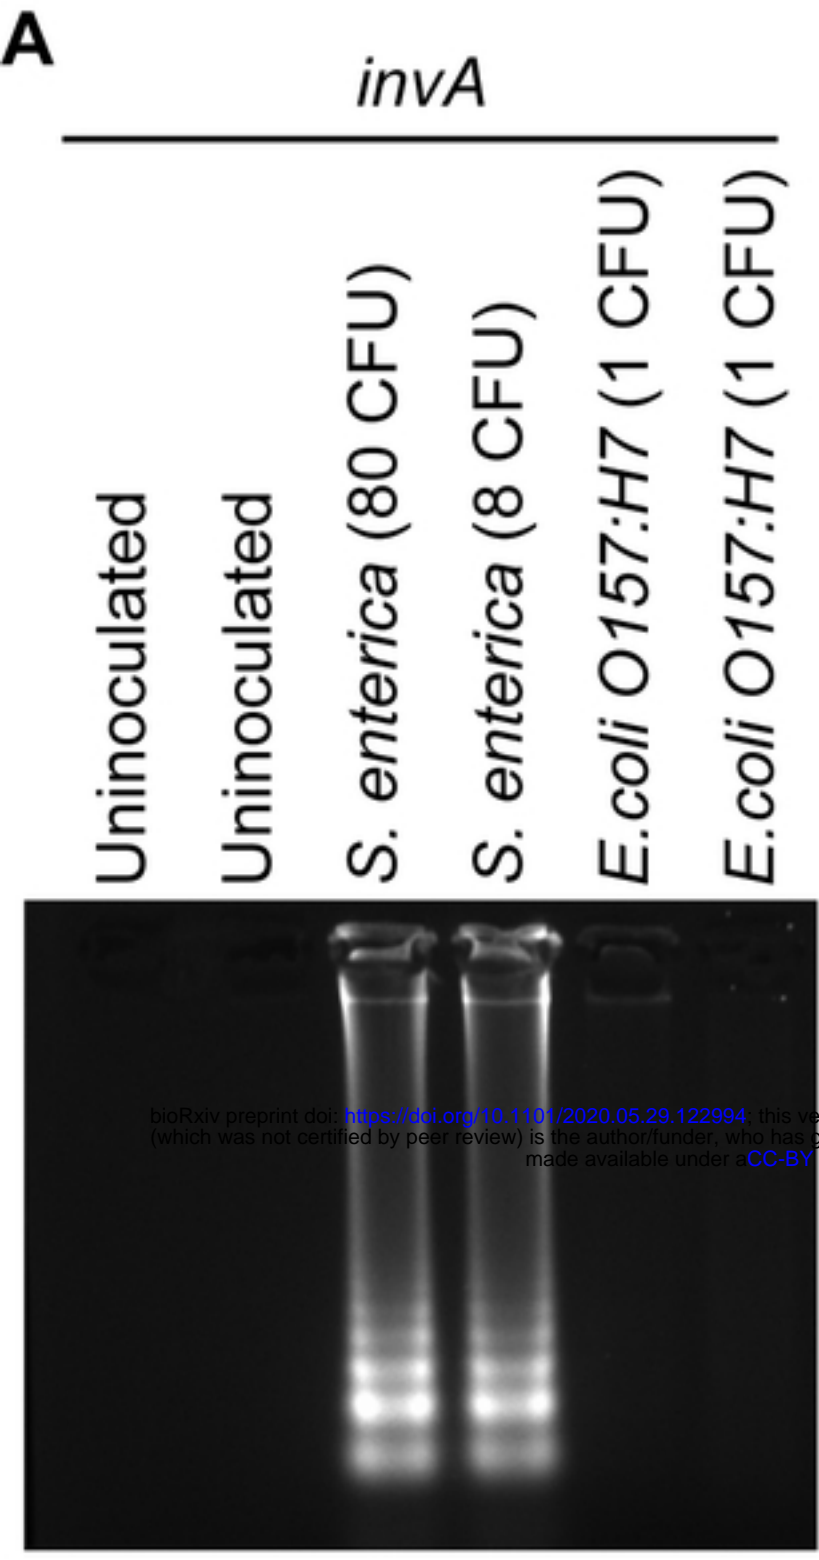 A
invA
Uninoculated
Uninoculated
S. enterica (80 CFU)
S. enterica (8 CFU)
E.coli O157:H7 (1 CFU)
E.coli O157:H7 (1 CFU)
bioRxiv preprint doi: https://doi.org/10.1101/2020.05.29.122994; this ve
(which was not certified by peer review) is the author/funder, who has g
made available under aCC-BY